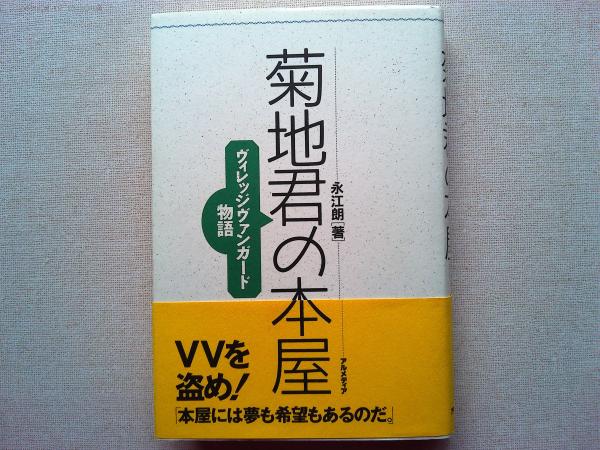 菊地君の本屋
ヴィレッジヴァンガード
物語
永江朗[著]
アルメディア
VVを
盗め!
「本屋には夢も希望もあるのだ。」